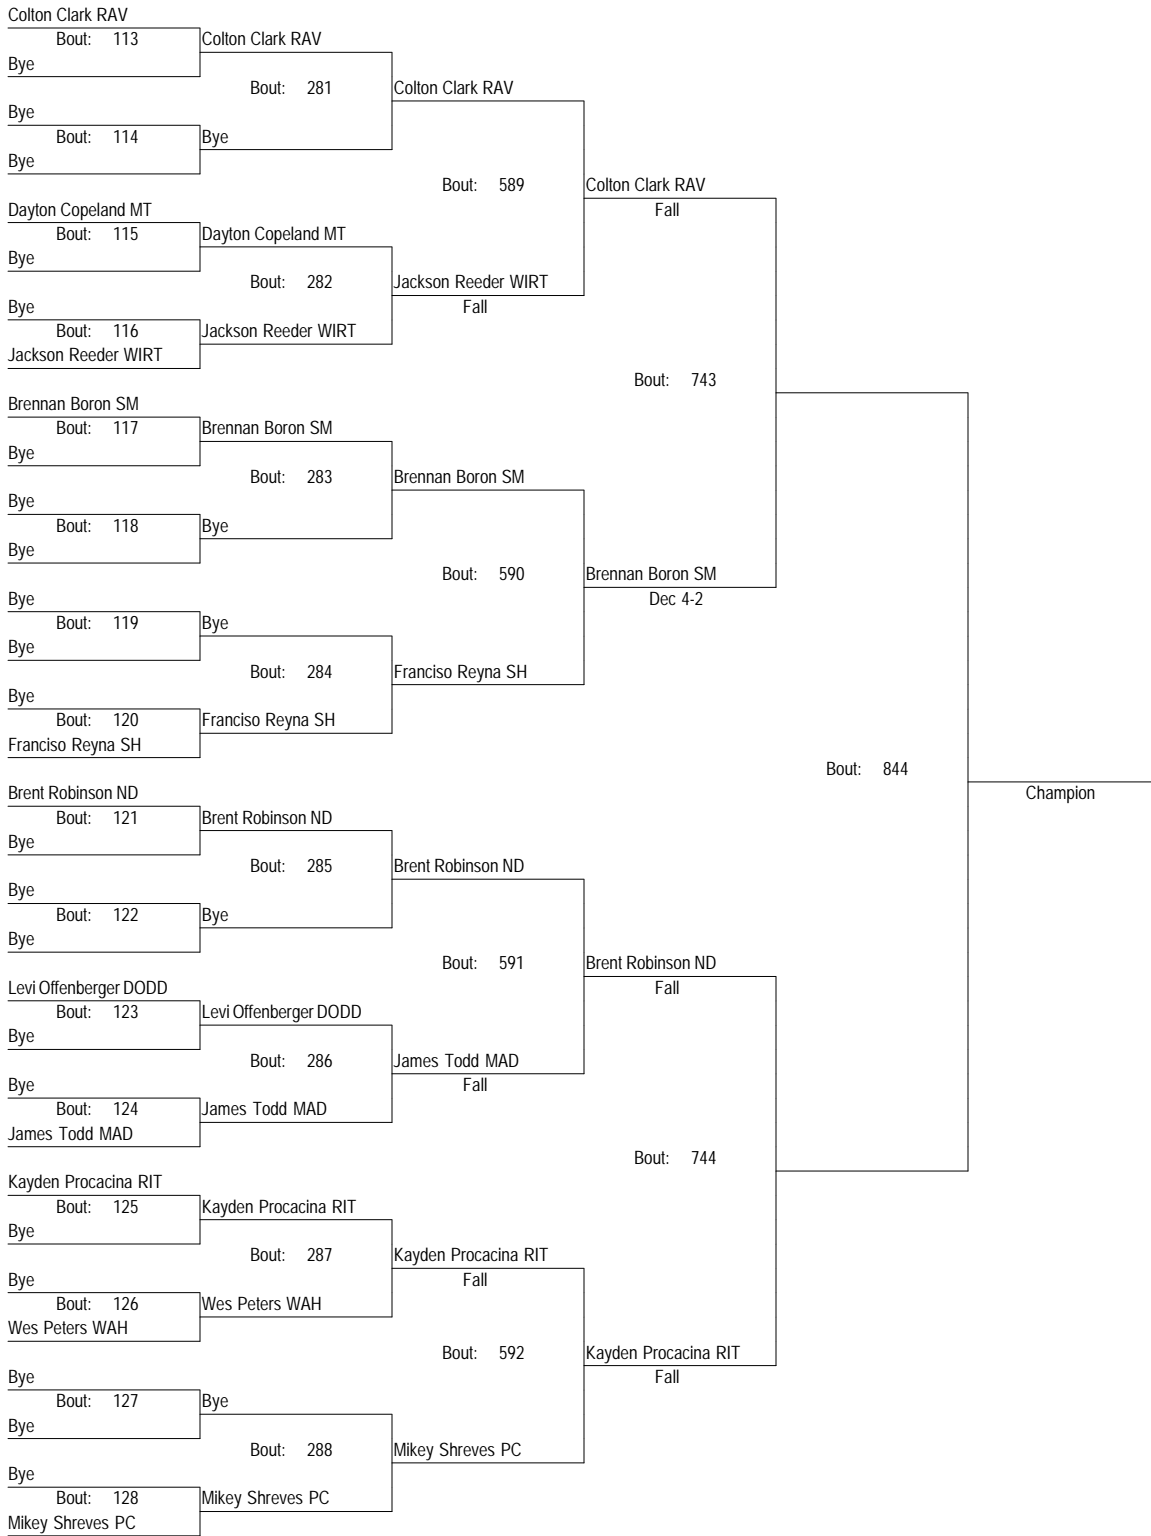 Colton Clark RAV
Bout: 113
Colton Clark RAV
Bye
Bout: 281
Colton Clark RAV
Bye
Bout: 114
Bye
Bye
Bout: 589
Colton Clark RAV
Fall
Dayton Copeland MT
Bout: 115
Dayton Copeland MT
Bye
Bout: 282
Jackson Reeder WIRT
Fall
Bye
Bout: 116
Jackson Reeder WIRT
Jackson Reeder WIRT
Bout: 743
Brennan Boron SM
Bout: 117
Brennan Boron SM
Bye
Bout: 283
Brennan Boron SM
Bye
Bout: 118
Bye
Bye
Bout: 590
Brennan Boron SM
Dec 4-2
Bye
Bout: 119
Bye
Bye
Bout: 284
Franciso Reyna SH
Bye
Bout: 120
Franciso Reyna SH
Franciso Reyna SH
Bout: 844
Champion
Brent Robinson ND
Bout: 121
Brent Robinson ND
Bye
Bout: 285
Brent Robinson ND
Bye
Bout: 122
Bye
Bye
Bout: 591
Brent Robinson ND
Fall
Levi Offenberger DODD
Bout: 123
Levi Offenberger DODD
Bye
Bout: 286
James Todd MAD
Fall
Bye
Bout: 124
James Todd MAD
James Todd MAD
Bout: 744
Kayden Procacina RIT
Bout: 125
Kayden Procacina RIT
Bye
Bout: 287
Kayden Procacina RIT
Fall
Bye
Bout: 126
Wes Peters WAH
Wes Peters WAH
Bout: 592
Kayden Procacina RIT
Fall
Bye
Bout: 127
Bye
Bye
Bout: 288
Mikey Shreves PC
Bye
Bout: 128
Mikey Shreves PC
Mikey Shreves PC